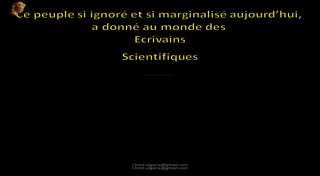 Ce peuple si ignoré et si marginalisé aujourd'hui,
a donné au monde des
Ecrivains
Scientifiques